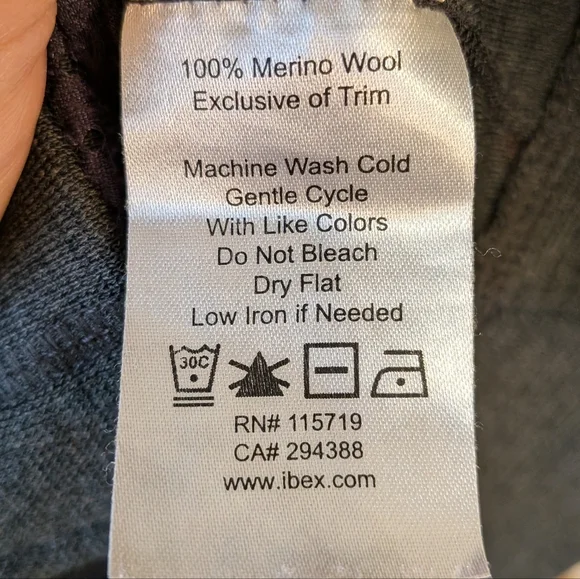 100% Merino Wool
Exclusive of Trim
Machine Wash Cold
Gentle Cycle
With Like Colors
Do Not Bleach
Dry Flat
Low Iron if Needed
30C
RN# 115719
CA# 294388
www.ibex.com